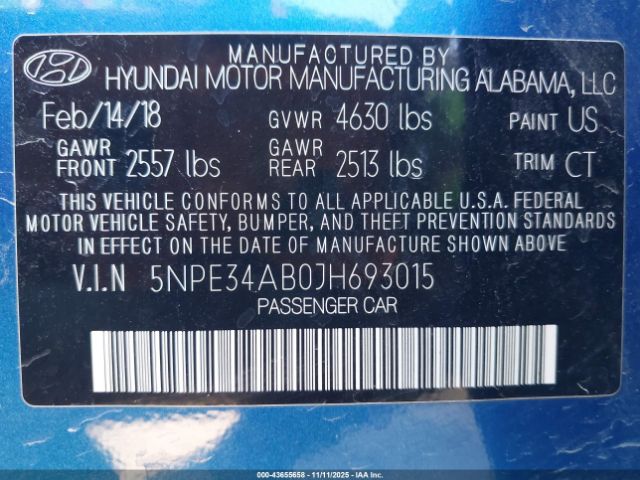 MANUFACTURED BY
HYUNDAI MOTOR MANUFACTURING ALABAMA, LLC
Feb/14/18 GVWR 4630 lbs PAINT US
GAWR FRONT 2557 lbs GAWR REAR 2513 lbs TRIM CT
THIS VEHICLE CONFORMS TO ALL APPLICABLE U.S.A. FEDERAL
MOTOR VEHICLE SAFETY, BUMPER, AND THEFT PREVENTION STANDARDS
IN EFFECT ON THE DATE OF MANUFACTURE SHOWN ABOVE.
V.I.N 5NPE34AB0JH693015
PASSENGER CAR
000-43655658 - 11/11/2025 - IAAI.COM